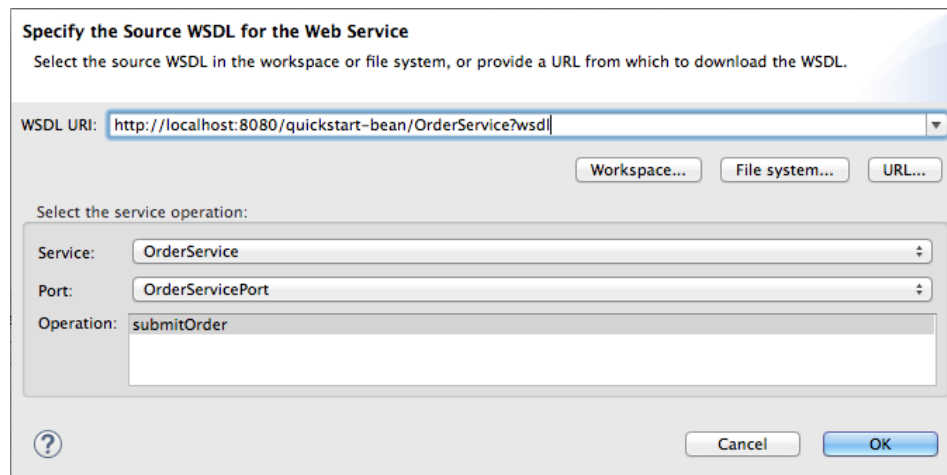 Specify the Source WSDL for the Web Service
Select the source WSDL in the workspace or file system, or provide a URL from which to download the WSDL.
WSDL URI: http://localhost:8080/quickstart-bean/OrderService?wsdl
Workspace... File system... URL...
Select the service operation:
Service: OrderService
Port: OrderServicePort
Operation: submitOrder
? Cancel OK